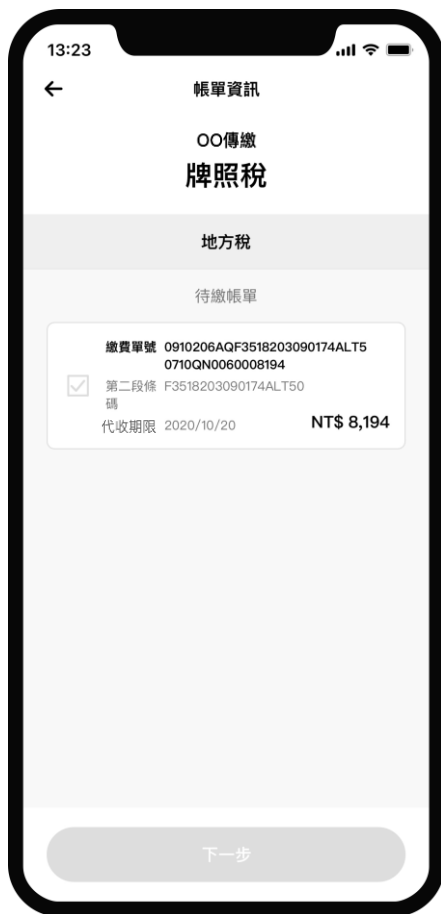 13:23
帳單資訊
OO傳繳
牌照稅
地方稅
待繳帳單
繳費單號 0910206AQF3518203090174ALT5
0710QN0060008194
第二段條 F3518203090174ALT50
碼
代收期限 2020/10/20 NT$ 8,194
下一步